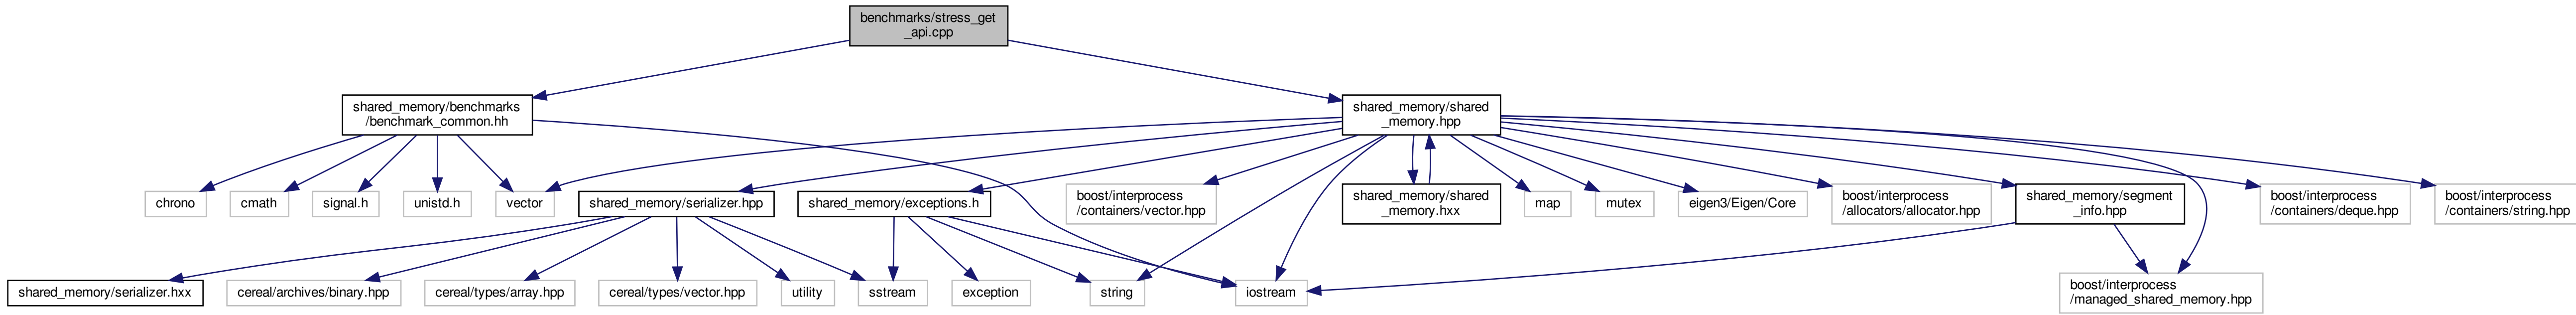 benchmarks/stress_get
_api.cpp
shared_memory/benchmarks
/benchmark_common.hh
shared_memory/shared
_memory.hpp
chrono
cmath
signal.h
unistd.h
vector
shared_memory/serializer.hpp
shared_memory/exceptions.h
boost/interprocess
/containers/vector.hpp
shared_memory/shared
_memory.hxx
map
mutex
eigen3/Eigen/Core
boost/interprocess
/allocators/allocator.hpp
shared_memory/segment
_info.hpp
boost/interprocess
/containers/deque.hpp
boost/interprocess
/containers/string.hpp
shared_memory/serializer.hxx
cereal/archives/binary.hpp
cereal/types/array.hpp
cereal/types/vector.hpp
utility
sstream
exception
string
iostream
boost/interprocess
/managed_shared_memory.hpp